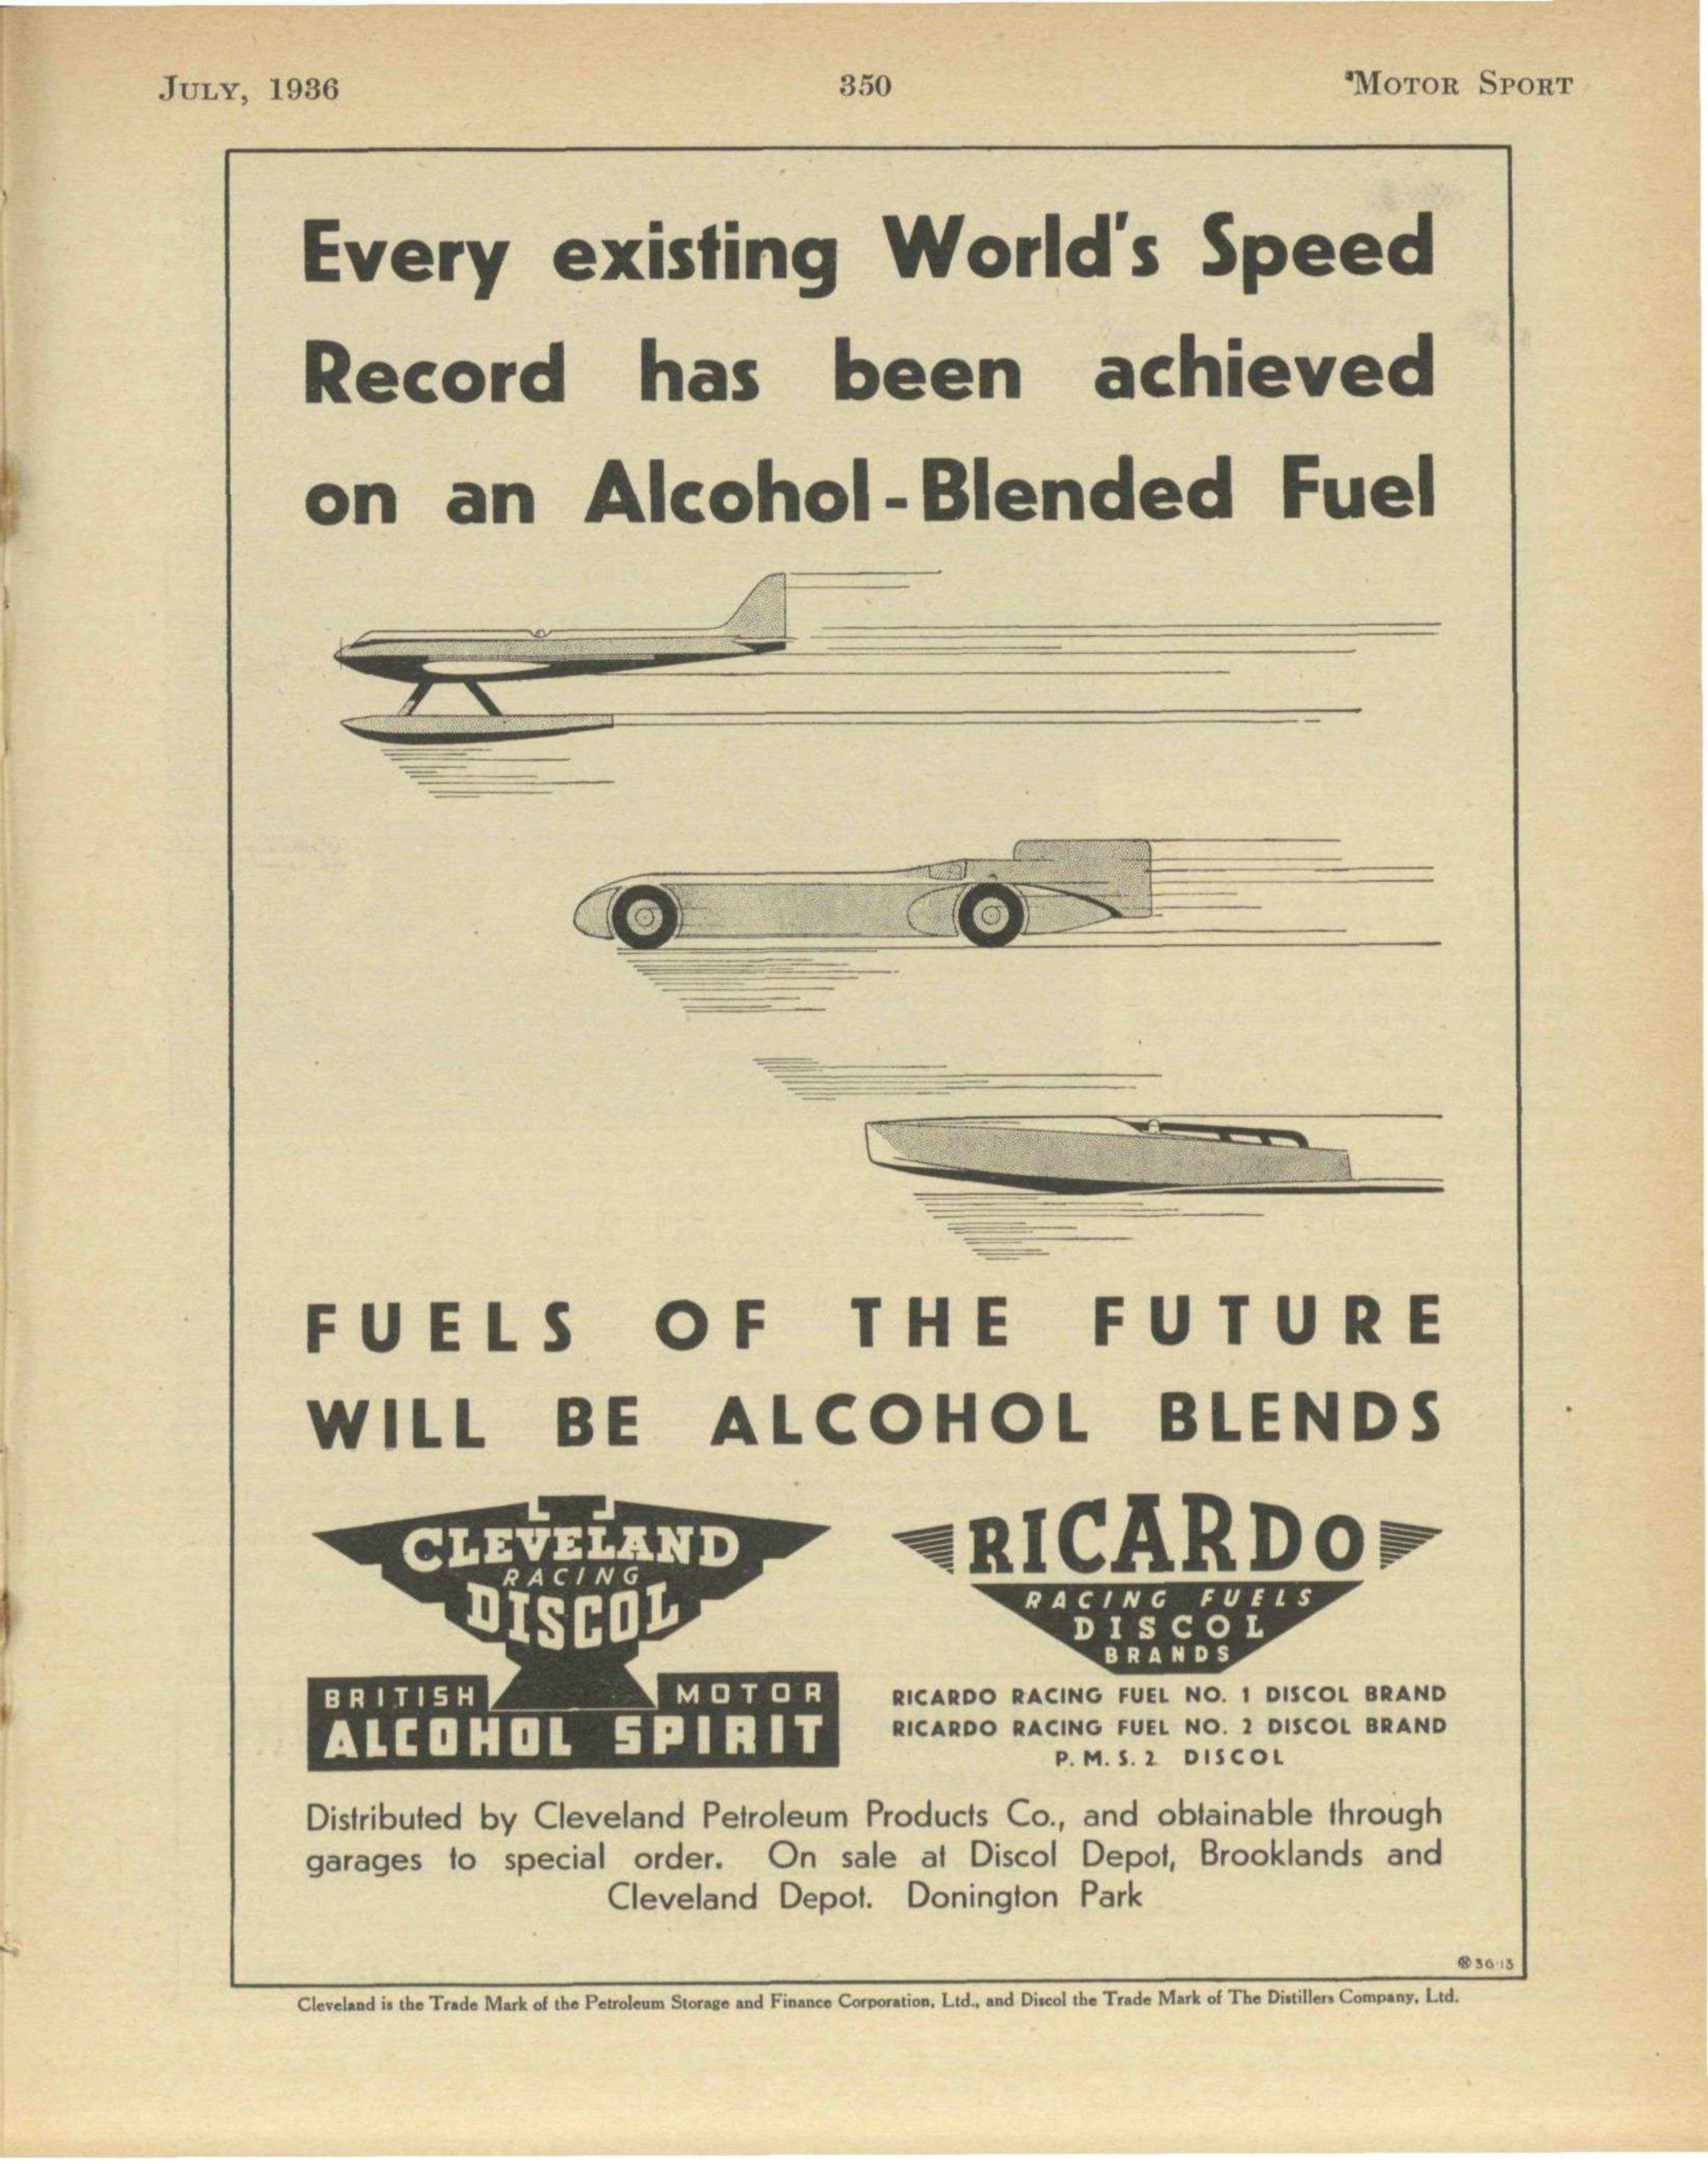 JULY, 1936
350
MOTOR SPORT
Every existing World's Speed
Record has been achieved
on an Alcohol-Blended Fuel
FUELS OF THE FUTURE
WILL BE ALCOHOL BLENDS
CLEVELAND
RACING
DISCOL
BRITISH MOTOR
ALCOHOL SPIRIT
RICARDO
RACING FUELS
DISCOL
BRANDS
RICARDO RACING FUEL NO. 1 DISCOL BRAND
RICARDO RACING FUEL NO. 2 DISCOL BRAND
P. M. S. 2 DISCOL
Distributed by Cleveland Petroleum Products Co., and obtainable through
garages to special order. On sale at Discol Depot, Brooklands and
Cleveland Depot. Donington Park
36-13
Cleveland is the Trade Mark of the Petroleum Storage and Finance Corporation, Ltd., and Discol the Trade Mark of The Distillers Company, Ltd.